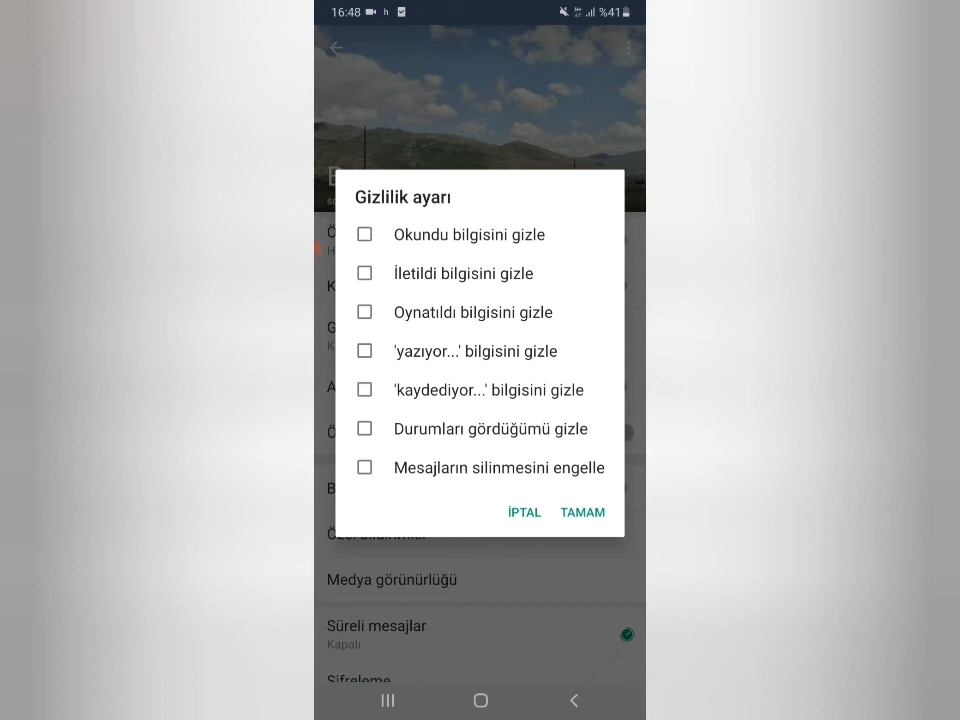 16:48 h %41
Gizlilik ayarı
Okundu bilgisini gizle
İletildi bilgisini gizle
Oynatıldı bilgisini gizle
'yazıyor...' bilgisini gizle
'kaydediyor...' bilgisini gizle
Durumları gördüğümü gizle
Mesajların silinmesini engelle
İPTAL TAMAM
Medya görünürlüğü
Süreli mesajlar
Kapalı
Şifreleme